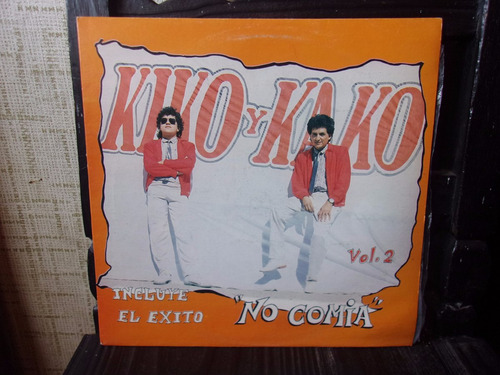 KIKO Y KAKO
Vol. 2
INCLUYE
EL EXITO
"NO COMIA"